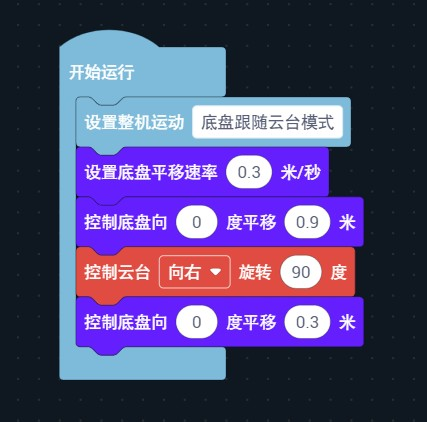 开始运行
设置整机运动 底盘跟随云台模式
设置底盘平移速率 0.3 米/秒
控制底盘向 0 度平移 0.9 米
控制云台 向右 旋转 90 度
控制底盘向 0 度平移 0.3 米